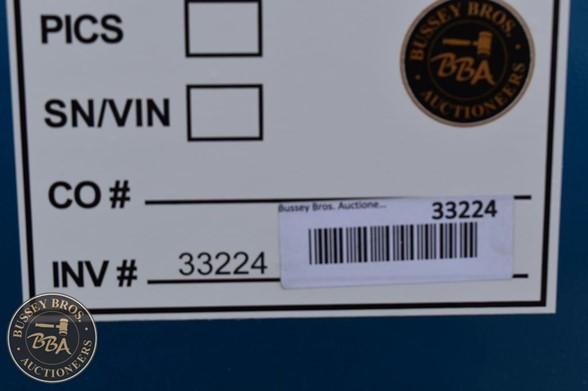 PICS
BUSSEY BROS.
BBA
AUCTIONEERS
SN/VIN
CO #
Bussey Bros. Auctione...
33224
INV # 33224
BUSSEY BROS.
BBA
AUCTIONEERS